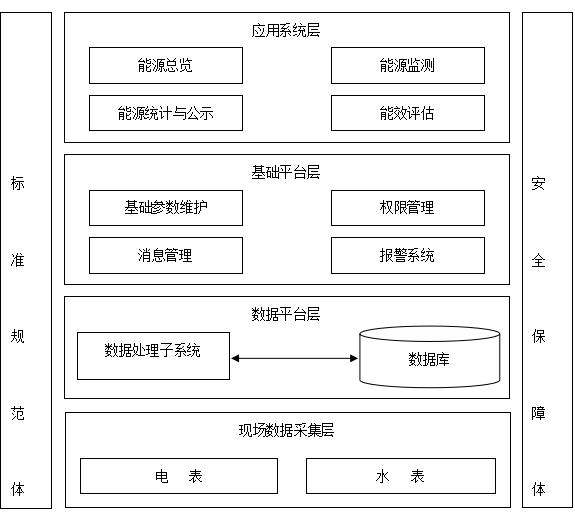 应用系统层
能源总览
能源监测
能源统计与公示
能效评估
基础平台层
基础参数维护
权限管理
消息管理
报警系统
数据平台层
数据处理子系统
数据库
现场数据采集层
电 表
水 表
标准规范体
安全保障体